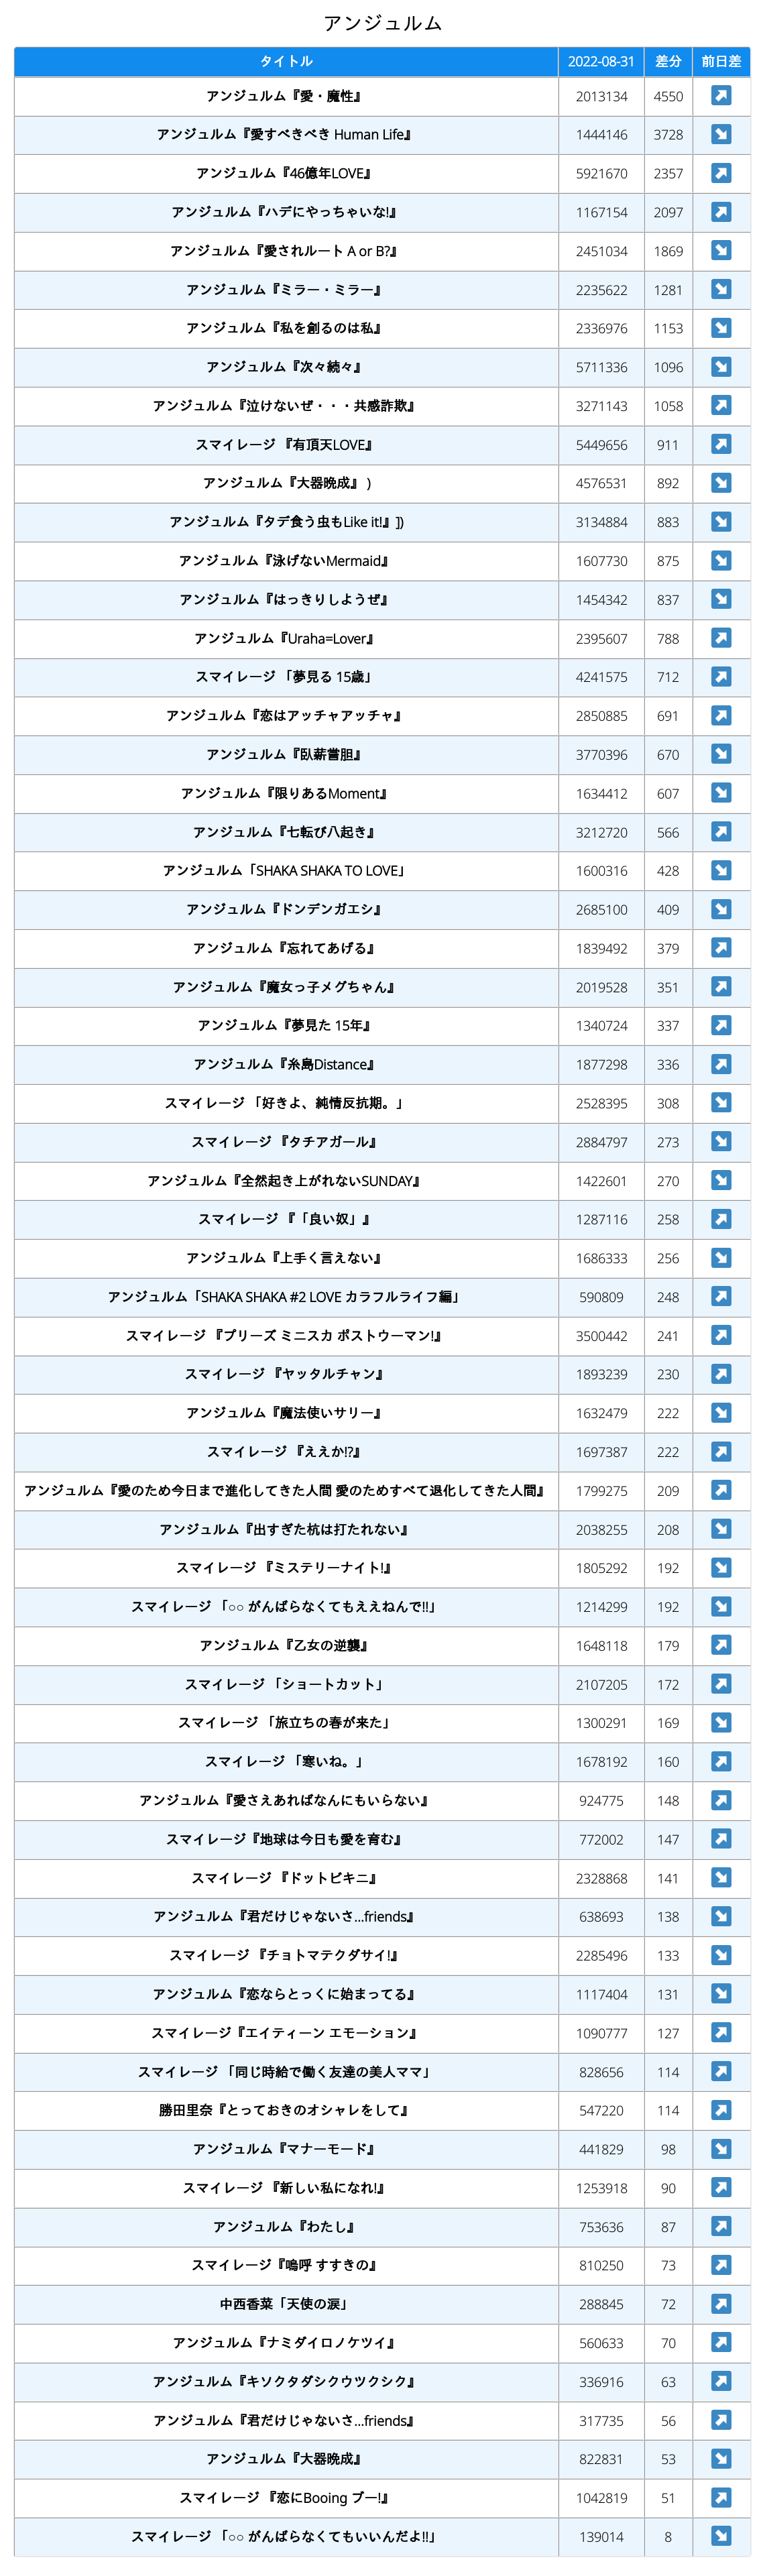 アンジュルム
タイトル 2022-08-31 差分 前日差
アンジュルム『愛・魔性』 2013134 4550 ↗
アンジュルム『愛すべきべき Human Life』 1444146 3728 ↘
アンジュルム『46億年LOVE』 5921670 2357 ↗
アンジュルム『ハデにやっちゃいな!』 1167154 2097 ↗
アンジュルム『愛されルート A or B?』 2451034 1869 ↘
アンジュルム『ミラー・ミラー』 2235622 1281 ↘
アンジュルム『私を創るのは私』 2336976 1153 ↘
アンジュルム『次々続々』 5711336 1096 ↘
アンジュルム『泣けないぜ・・・共感詐欺』 3271143 1058 ↗
スマイレージ 『有頂天LOVE』 5449656 911 ↗
アンジュルム『大器晩成』 ) 4576531 892 ↘
アンジュルム『タデ食う虫もLike it!』]) 3134884 883 ↘
アンジュルム『泳げないMermaid』 1607730 875 ↘
アンジュルム『はっきりしようぜ』 1454342 837 ↘
アンジュルム『Uraha=Lover』 2395607 788 ↗
スマイレージ 「夢見る 15歳」 4241575 712 ↗
アンジュルム『恋はアッチャアッチャ』 2850885 691 ↗
アンジュルム『臥薪嘗胆』 3770396 670 ↘
アンジュルム『限りあるMoment』 1634412 607 ↘
アンジュルム『七転び八起き』 3212720 566 ↗
アンジュルム「SHAKA SHAKA TO LOVE」 1600316 428 ↘
アンジュルム『ドンデンガエシ』 2685100 409 ↘
アンジュルム『忘れてあげる』 1839492 379 ↗
アンジュルム『魔女っ子メグちゃん』 2019528 351 ↗
アンジュルム『夢見た 15年』 1340724 337 ↗
アンジュルム『糸島Distance』 1877298 336 ↗
スマイレージ 「好きよ、純情反抗期。」 2528395 308 ↘
スマイレージ 『タチアガール』 2884797 273 ↘
アンジュルム『全然起き上がれないSUNDAY』 1422601 270 ↘
スマイレージ 『「良い奴」』 1287116 258 ↗
アンジュルム『上手く言えない』 1686333 256 ↘
アンジュルム「SHAKA SHAKA #2 LOVE カラフルライフ編」 590809 248 ↗
スマイレージ 『プリーズ ミニスカ ポストウーマン!』 3500442 241 ↗
スマイレージ 『ヤッタルチャン』 1893239 230 ↗
アンジュルム『魔法使いサリー』 1632479 222 ↘
スマイレージ 『ええか!?』 1697387 222 ↗
アンジュルム『愛のため今日まで進化してきた人間 愛のためすべて退化してきた人間』 1799275 209 ↗
アンジュルム『出すぎた杭は打たれない』 2038255 208 ↘
スマイレージ 『ミステリーナイト!』 1805292 192 ↘
スマイレージ 「○○ がんばらなくてもええねんで!!」 1214299 192 ↘
アンジュルム『乙女の逆襲』 1648118 179 ↗
スマイレージ 「ショートカット」 2107205 172 ↗
スマイレージ 「旅立ちの春が来た」 1300291 169 ↘
スマイレージ 「寒いね。」 1678192 160 ↗
アンジュルム『愛さえあればなんにもいらない』 924775 148 ↗
スマイレージ『地球は今日も愛を育む』 772002 147 ↗
スマイレージ 『ドットビキニ』 2328868 141 ↘
アンジュルム『君だけじゃないさ...friends』 638693 138 ↘
スマイレージ 『チョトマテクダサイ!』 2285496 133 ↘
アンジュルム『恋ならとっくに始まってる』 1117404 131 ↘
スマイレージ『エイティーン エモーション』 1090777 127 ↗
スマイレージ 「同じ時給で働く友達の美人ママ」 828656 114 ↗
勝田里奈『とっておきのオシャレをして』 547220 114 ↗
アンジュルム『マナーモード』 441829 98 ↘
スマイレージ 『新しい私になれ!』 1253918 90 ↗
アンジュルム『わたし』 753636 87 ↗
スマイレージ『嗚呼 すすきの』 810250 73 ↗
中西香菜「天使の涙」 288845 72 ↗
アンジュルム『ナミダイロノケツイ』 560633 70 ↗
アンジュルム『キソクタダシクウツクシク』 336916 63 ↗
アンジュルム『君だけじゃないさ...friends』 317735 56 ↗
アンジュルム『大器晩成』 822831 53 ↘
スマイレージ 『恋にBooing ブー!』 1042819 51 ↗
スマイレージ 「○○ がんばらなくてもいいんだよ!!」 139014 8 ↘